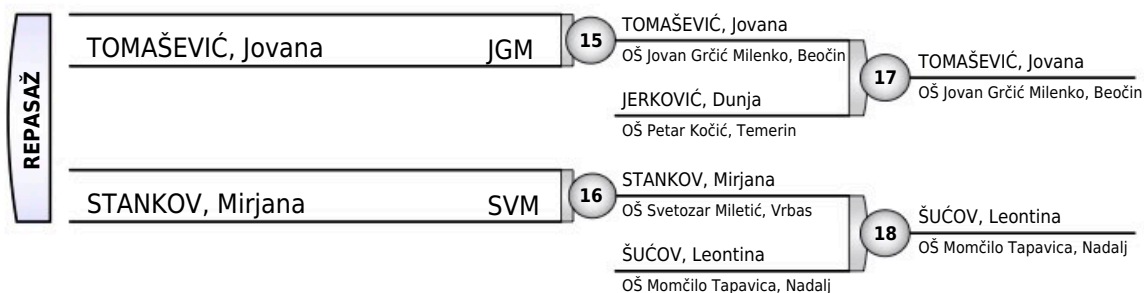 REPASAŽ
TOMAŠEVIĆ, Jovana JGM
15
TOMAŠEVIĆ, Jovana
OŠ Jovan Grčić Milenko, Beočin
JERKOVIĆ, Dunja
OŠ Petar Kočić, Temerin
17
TOMAŠEVIĆ, Jovana
OŠ Jovan Grčić Milenko, Beočin
STANKOV, Mirjana SVM
16
STANKOV, Mirjana
OŠ Svetozar Miletić, Vrbas
ŠUĆOV, Leontina
OŠ Momčilo Tapavica, Nadalj
18
ŠUĆOV, Leontina
OŠ Momčilo Tapavica, Nadalj